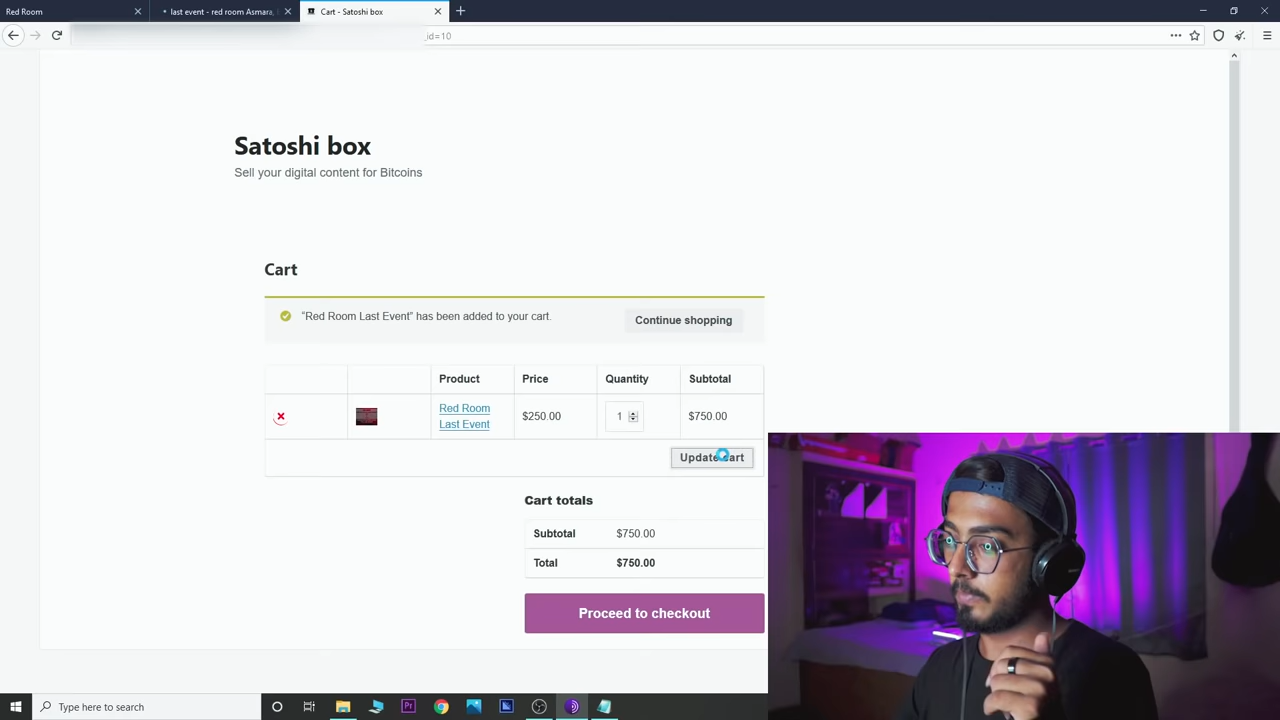 Red Room
last event - red room Asmara,
Cart - Satoshi box
_id=10
Satoshi box
Sell your digital content for Bitcoins
Cart
“Red Room Last Event” has been added to your cart.
Continue shopping
Product Price Quantity Subtotal
Red Room
Last Event
$250.00 1 $750.00
Update cart
Cart totals
Subtotal $750.00
Total $750.00
Proceed to checkout
Type here to search